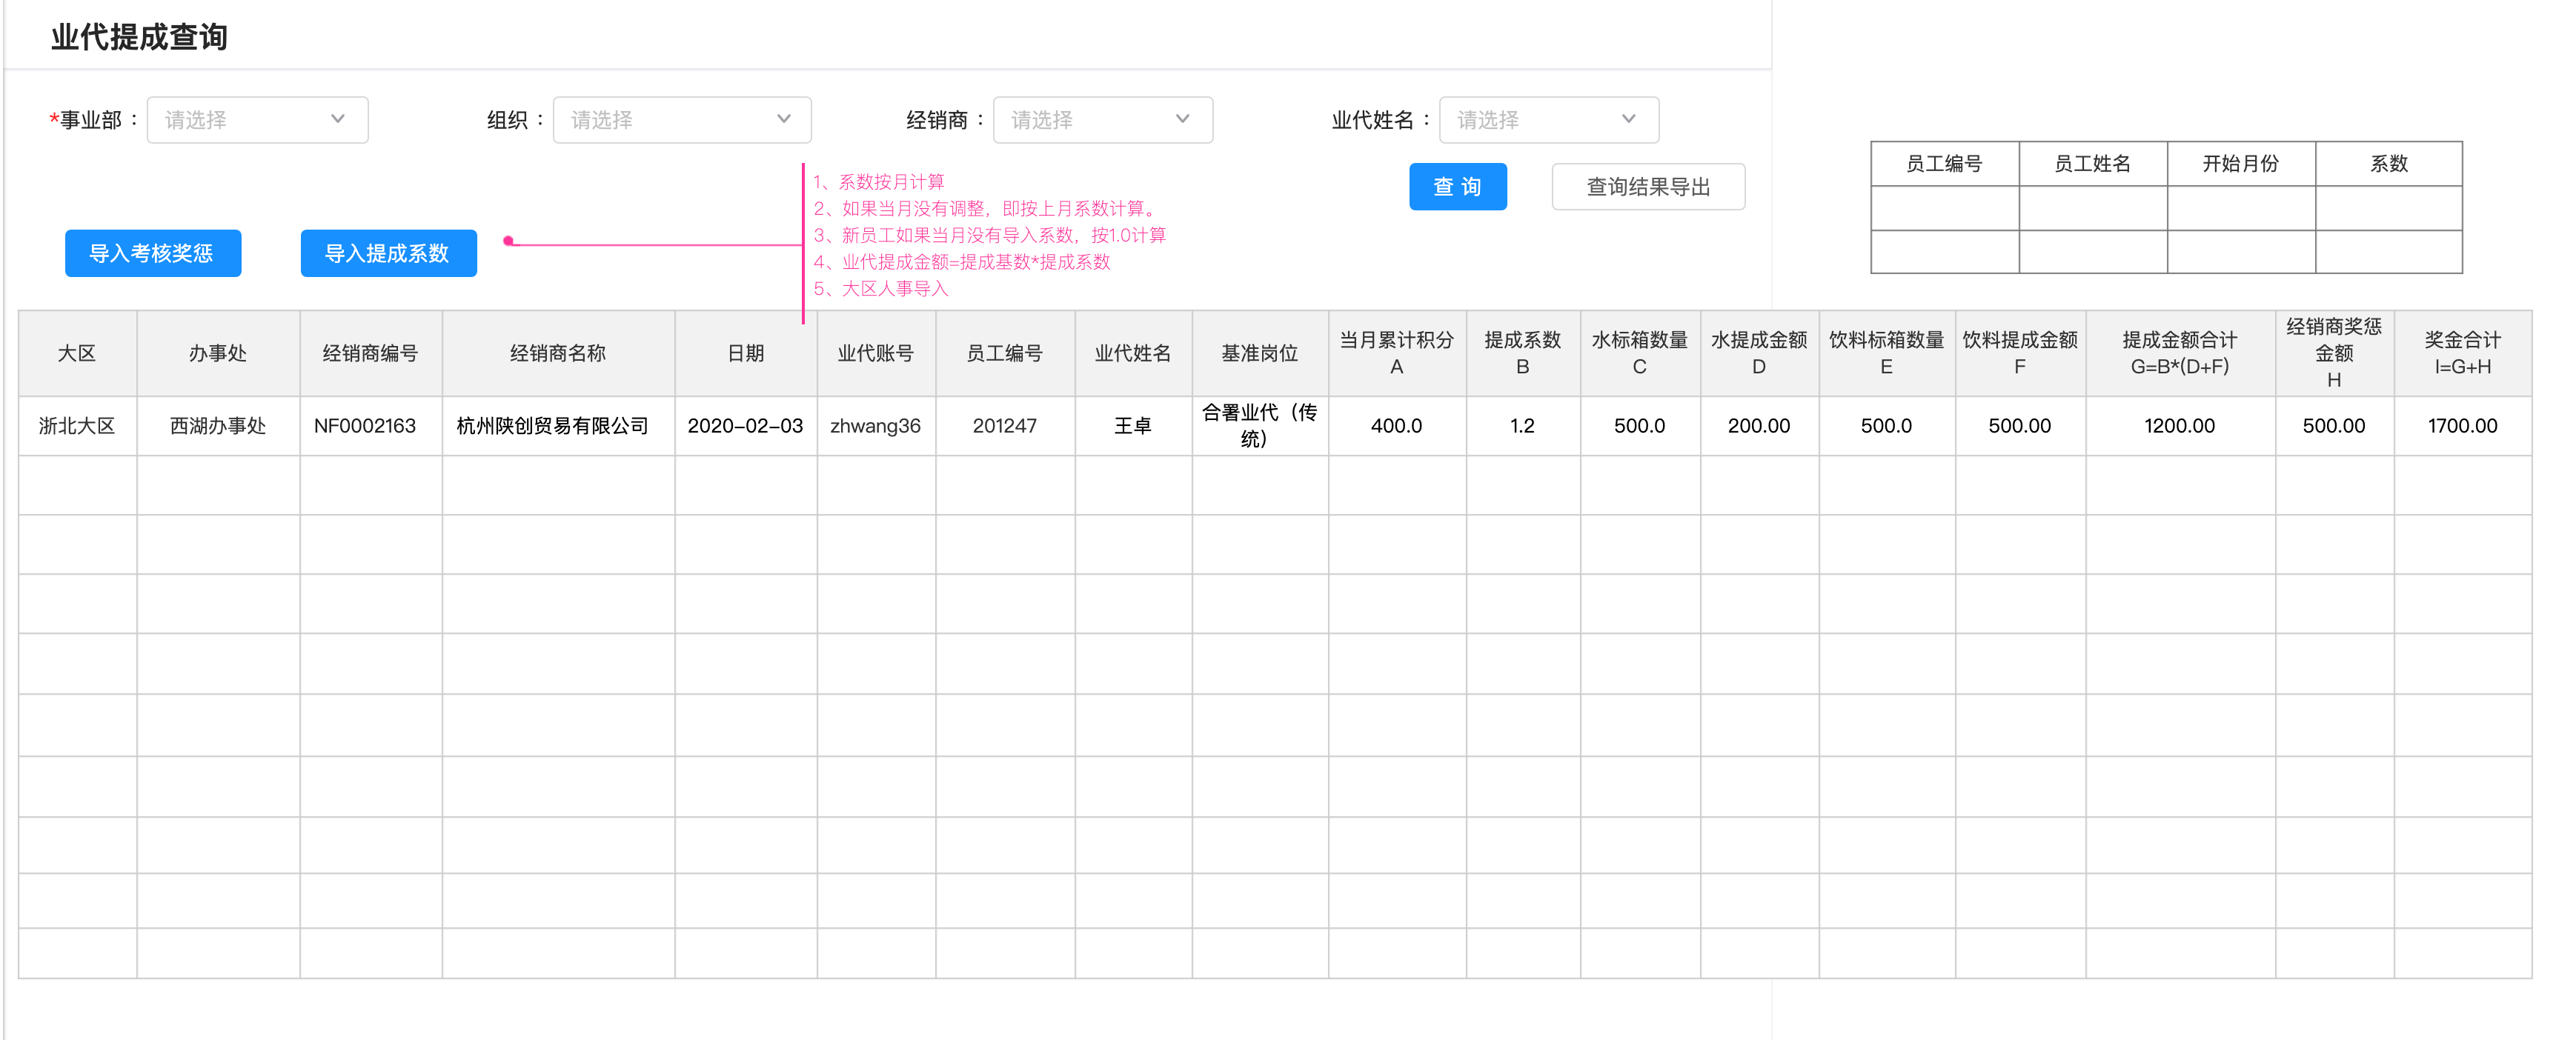 业代提成查询
*事业部： 请选择 组织： 请选择 经销商： 请选择 业代姓名： 请选择
查 询 查询结果导出
导入考核奖惩 导入提成系数
1、系数按月计算
2、如果当月没有调整，即按上月系数计算。
3、新员工如果当月没有导入系数，按1.0计算
4、业代提成金额=提成基数*提成系数
5、大区人事导入
员工编号 员工姓名 开始月份 系数
大区 办事处 经销商编号 经销商名称 日期 业代账号 员工编号 业代姓名 基准岗位 当月累计积分 A 提成系数 B 水标箱数量 C 水提成金额 D 饮料标箱数量 E 饮料提成金额 F 提成金额合计 G=B*(D+F) 经销商奖惩金额 H 奖金合计 I=G+H
浙北大区 西湖办事处 NF0002163 杭州陕创贸易有限公司 2020-02-03 zhwang36 201247 王卓 合署业代（传统） 400.0 1.2 500.0 200.00 500.0 500.00 1200.00 500.00 1700.00